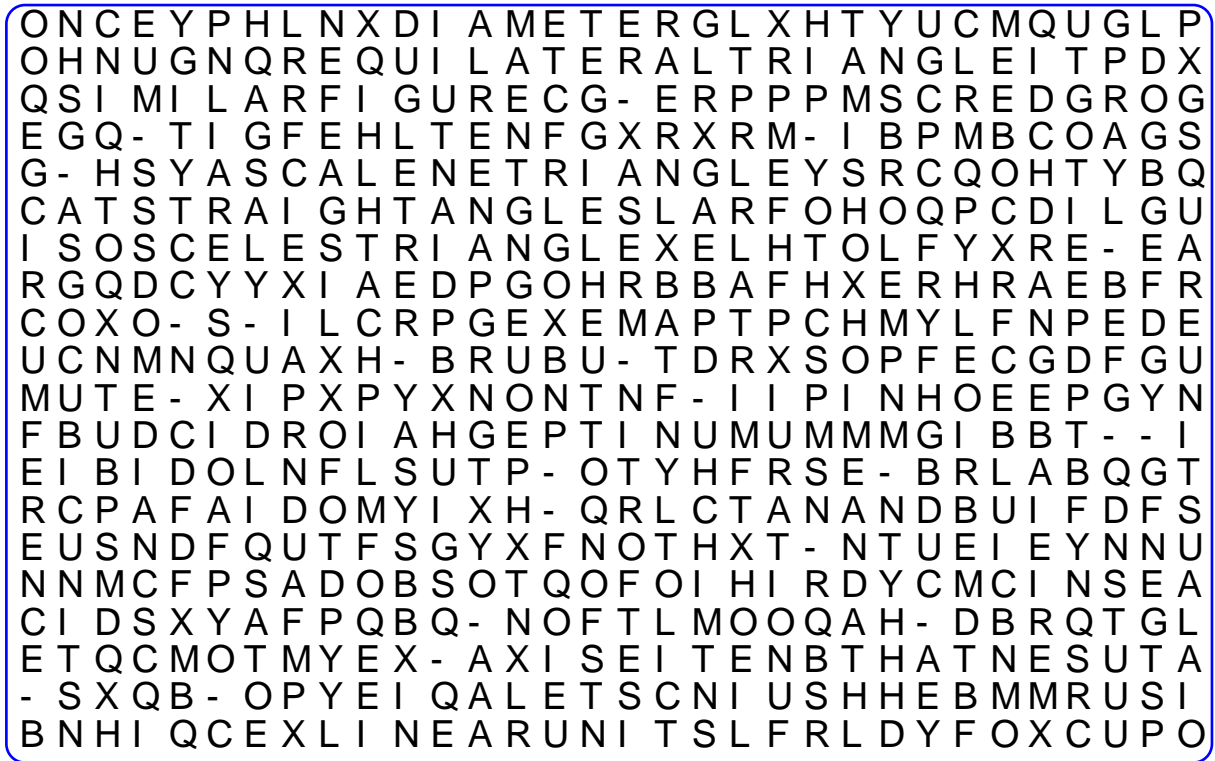 ONCEYPHLNXDIAMETERGLXHTYUCMQUGLP
OHNUGNQREQUILATERALTRIANGLEITPDX
QSIMILARFIGURECG-ERPPPMSCREDGROG
EGQ-TIGFEHLTENFGXRXRM-IBPMBCOAGS
G-HSYASCALENETRIANGLEYSRCQOHTYBQ
CATSTRAIGHTANGLESLARFOHOQPCDILGU
ISOSCELESTRIANGLEXELHTOLFYXRE-EA
RGQDCYYXIAEDPGOHRBBAFHXERHRAEBFR
COXO-S-ILCRPGEXEMAPTPCHMYLFNPEDE
UCNMNQUAXH-BRUBU-TDRXSOPFECGDFGU
MUTE-XIPXPYXNONTNF-IIPINHOEEPGYN
FBUDCIDROIAHGEPTINUMUMMMGIBBT--I
EIBIDOLNFLSUTP-OTYHFRSE-BRLABQGT
RCPAFAIDOMYIXH-QRLCTANANDBUIFDFS
EUSNDFQUTFSGYXFNOTHXT-NTUEIEYNNU
NNMCFPSADOBSOTQOFOIHIRDYCMCINSEA
CIDSXYAFPQBQ-NOFTLMOOQAH-DBRQTGL
ETQCMOTMYEX-AXISEITENBTHATNESUTA
-SXQB-OPYEIQALETSCNIUSHHEBMMRUSI
BNHIQCEXLINEARUNITSLFRLDYFOXCUPO